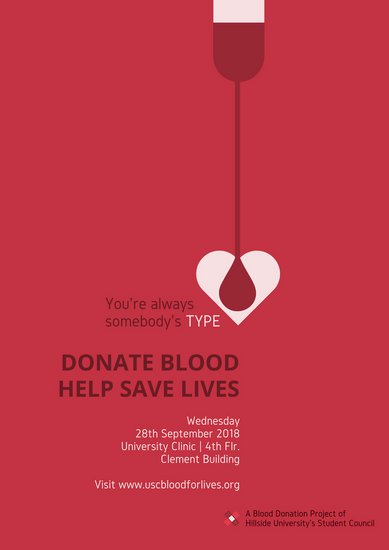 You're always
somebody's TYPE
DONATE BLOOD
HELP SAVE LIVES
Wednesday
28th September 2018
University Clinic | 4th Flr.
Clement Building
Visit www.uscbloodforlives.org
A Blood Donation Project of
Hillside University's Student Council